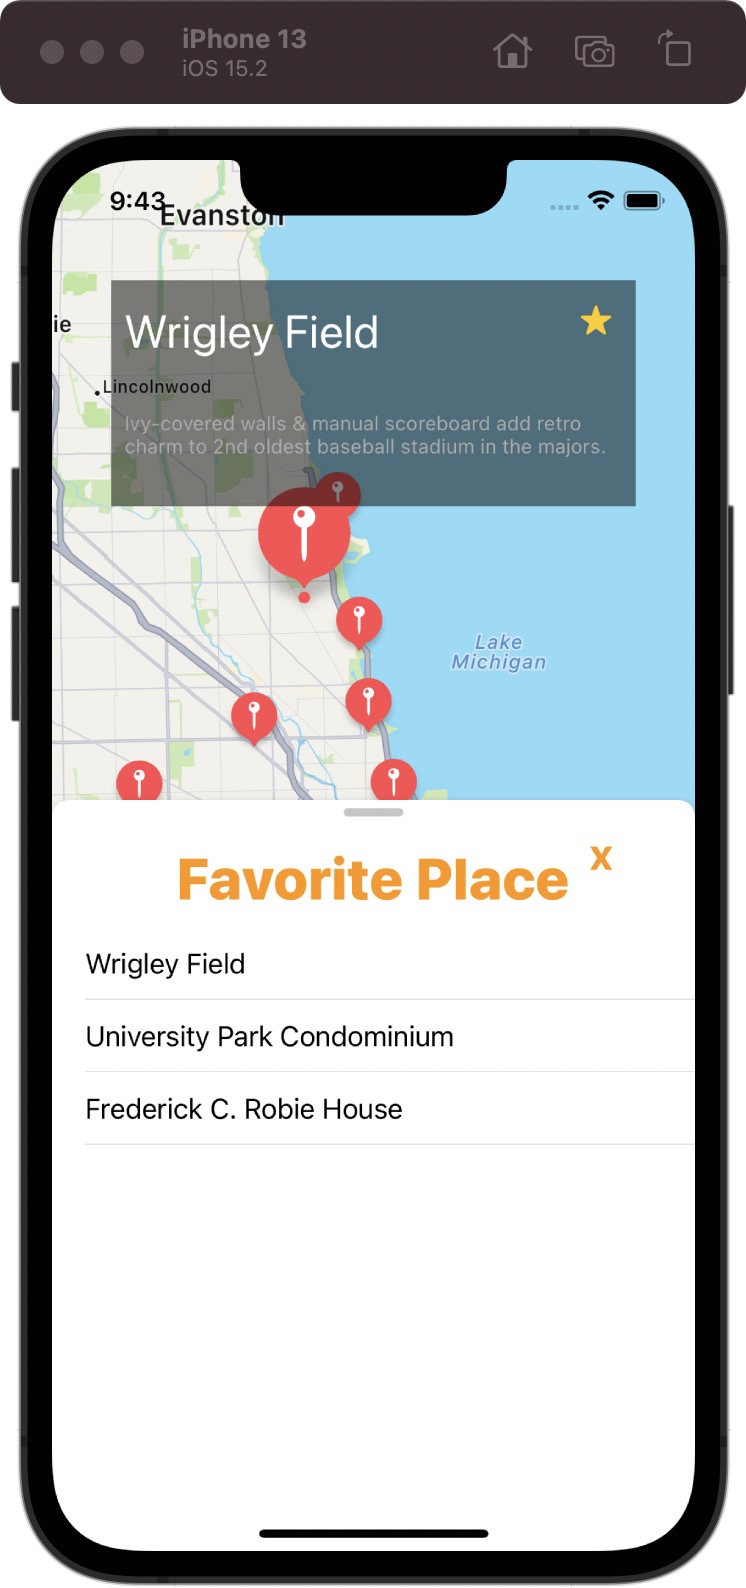 iPhone 13
iOS 15.2
9:43
Evanston
ie
Wrigley Field
Lincolnwood
Ivy-covered walls & manual scoreboard add retro
charm to 2nd oldest baseball stadium in the majors.
Lake
Michigan
Favorite Place
X
Wrigley Field
University Park Condominium
Frederick C. Robie House